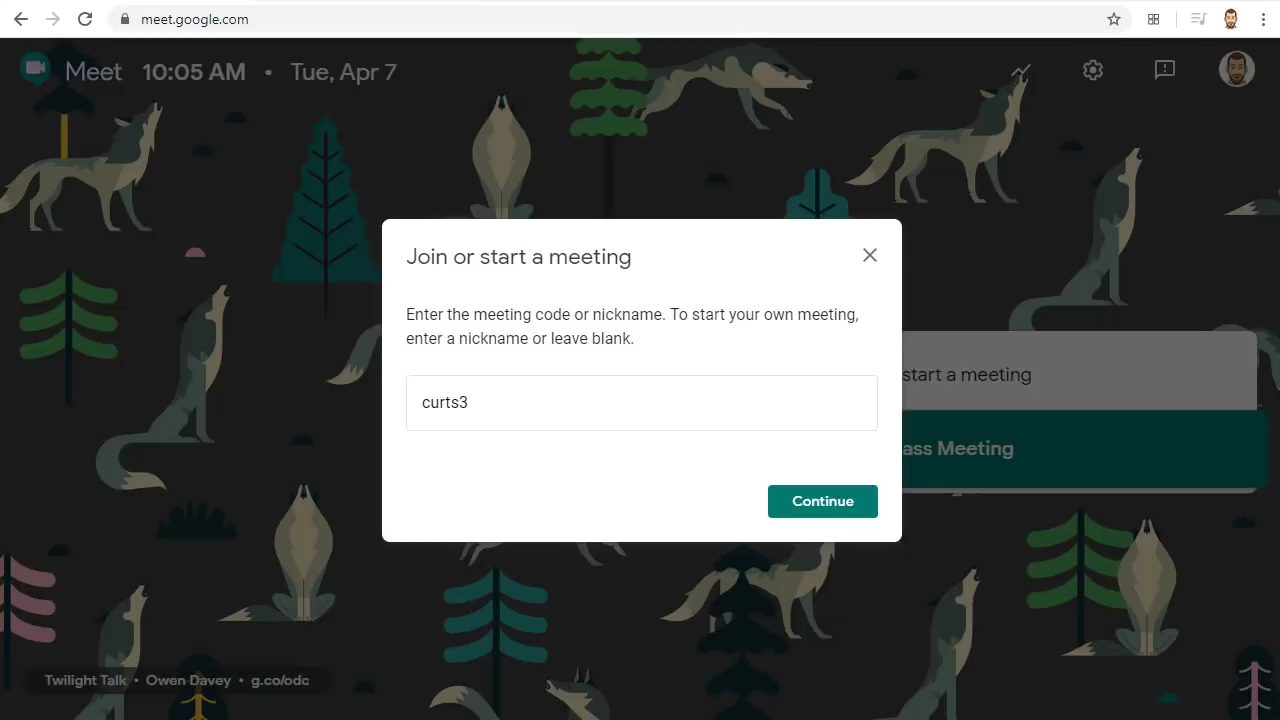 meet.google.com
Meet 10:05 AM • Tue, Apr 7
Join or start a meeting
Enter the meeting code or nickname. To start your own meeting,
enter a nickname or leave blank.
start a meeting
curts3
ass Meeting
Continue
Twilight Talk • Owen Davey • g.co/odc